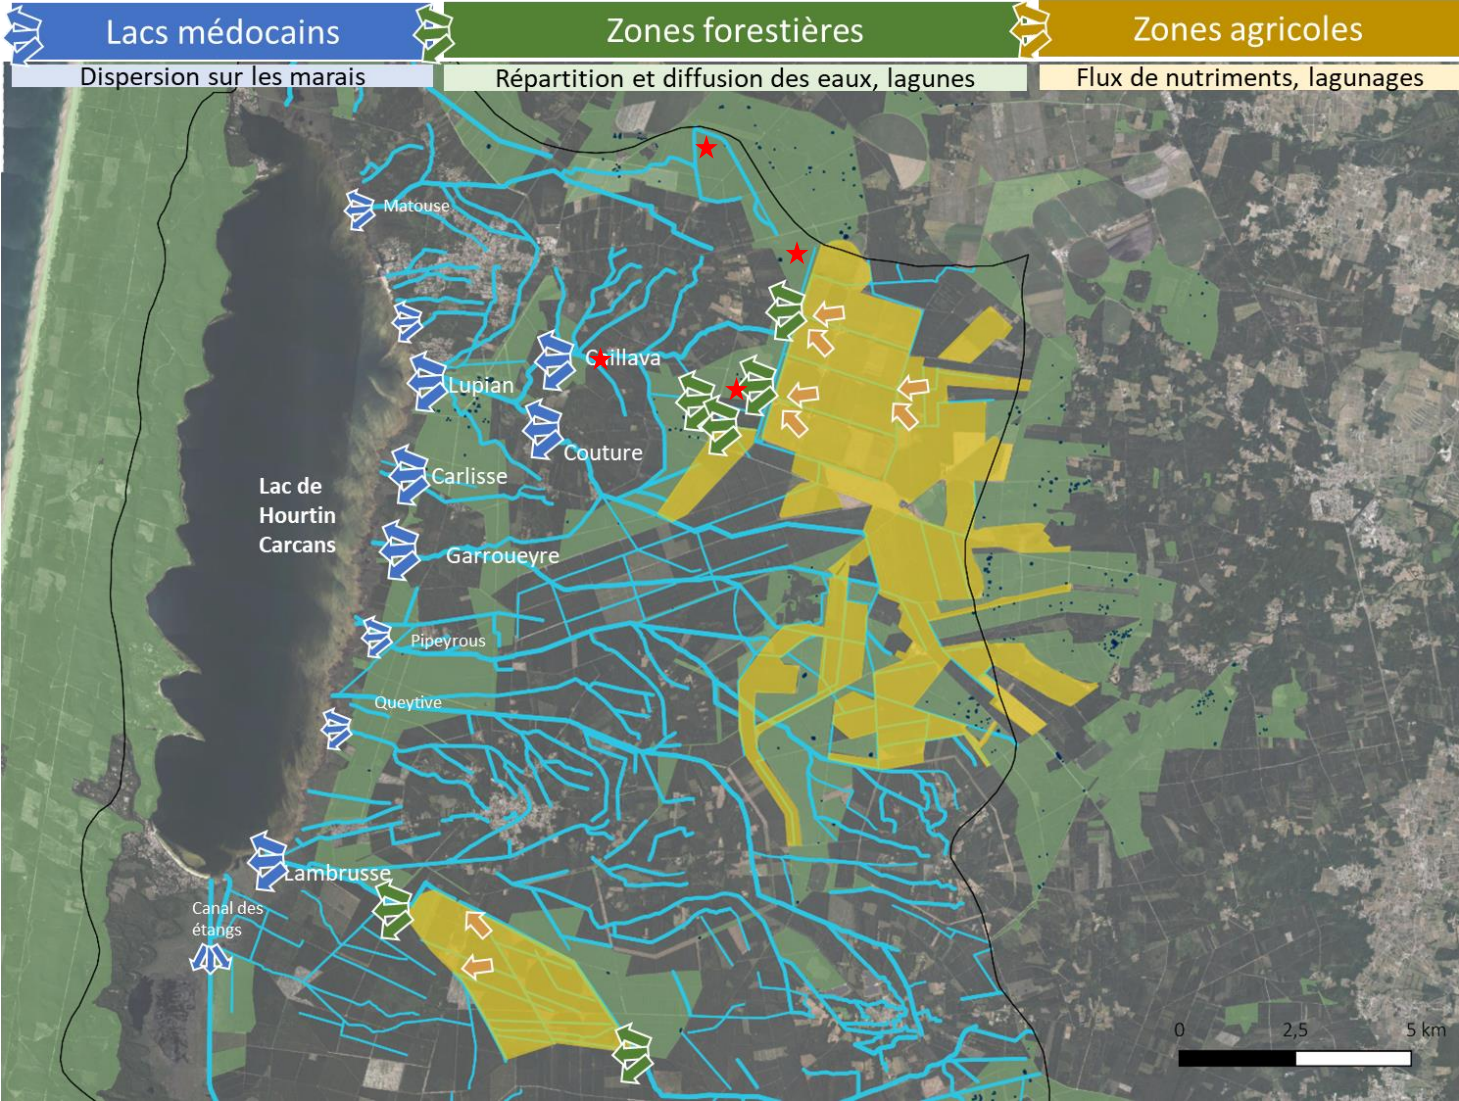 Lacs médocains
Zones forestières
Zones agricoles
Dispersion sur les marais
Répartition et diffusion des eaux, lagunes
Flux de nutriments, lagunages
Matouse
Caillava
Lupian
Couture
Carlisse
Lac de
Hourtin
Carcans
Garroueyre
Pipeyrous
Queytive
Lambrusse
Canal des
étangs
0
2,5
5 km